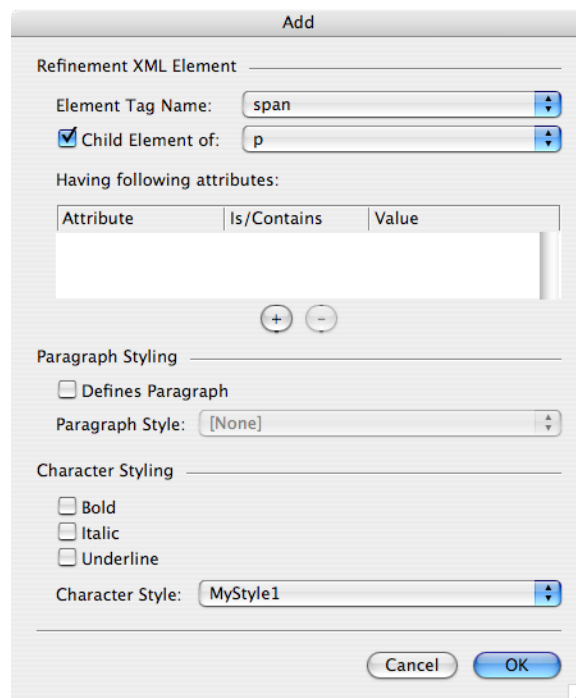 Add
Refinement XML Element
Element Tag Name: span
Child Element of: p
Having following attributes:
Attribute Is/Contains Value
+ -
Paragraph Styling
Defines Paragraph
Paragraph Style: [None]
Character Styling
Bold
Italic
Underline
Character Style: MyStyle1
Cancel OK